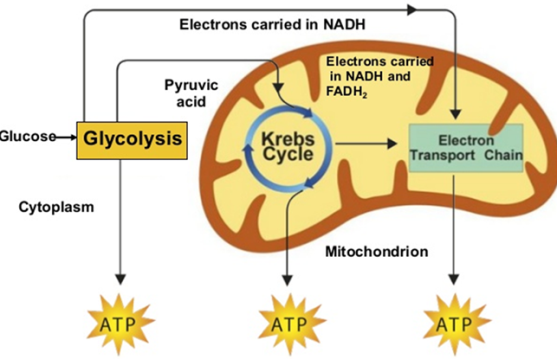 Electrons carried in NADH
Electrons carried
in NADH and
FADH₂
Pyruvic
acid
Glucose
Glycolysis
Krebs
Cycle
Electron
Transport Chain
Cytoplasm
Mitochondrion
ATP
ATP
ATP